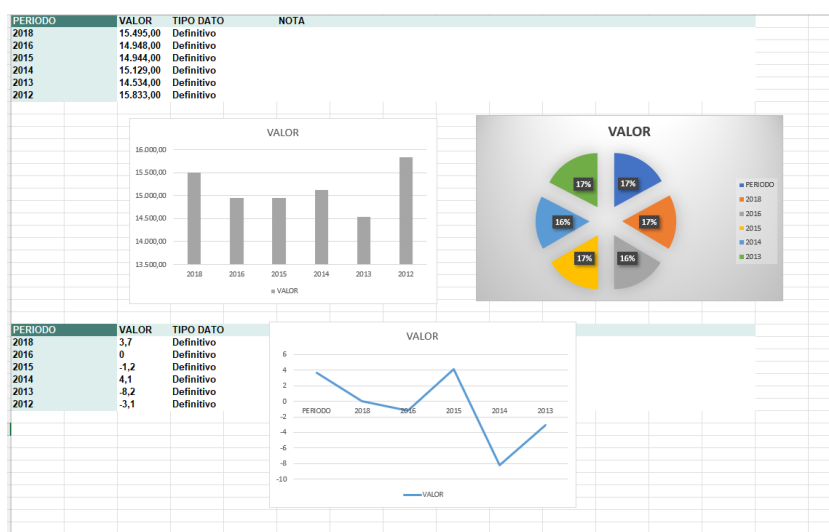 PERIODO VALOR TIPO DATO NOTA
2018 15.495,00 Definitivo
2016 14.948,00 Definitivo
2015 14.944,00 Definitivo
2014 15.129,00 Definitivo
2013 14.534,00 Definitivo
2012 15.833,00 Definitivo
VALOR
16.000,00
15.500,00
15.000,00
14.500,00
14.000,00
13.500,00
2018 2016 2015 2014 2013 2012
VALOR
VALOR
17% 17%
16% 17%
17% 16%
PERIODO
2018
2016
2015
2014
2013
PERIODO VALOR TIPO DATO
2018 3,7 Definitivo
2016 0 Definitivo
2015 -1,2 Definitivo
2014 4,1 Definitivo
2013 -8,2 Definitivo
2012 -3,1 Definitivo
VALOR
6
4
2
0
PERIODO 2018 2016 2015 2014 2013
-2
-4
-6
-8
-10
VALOR